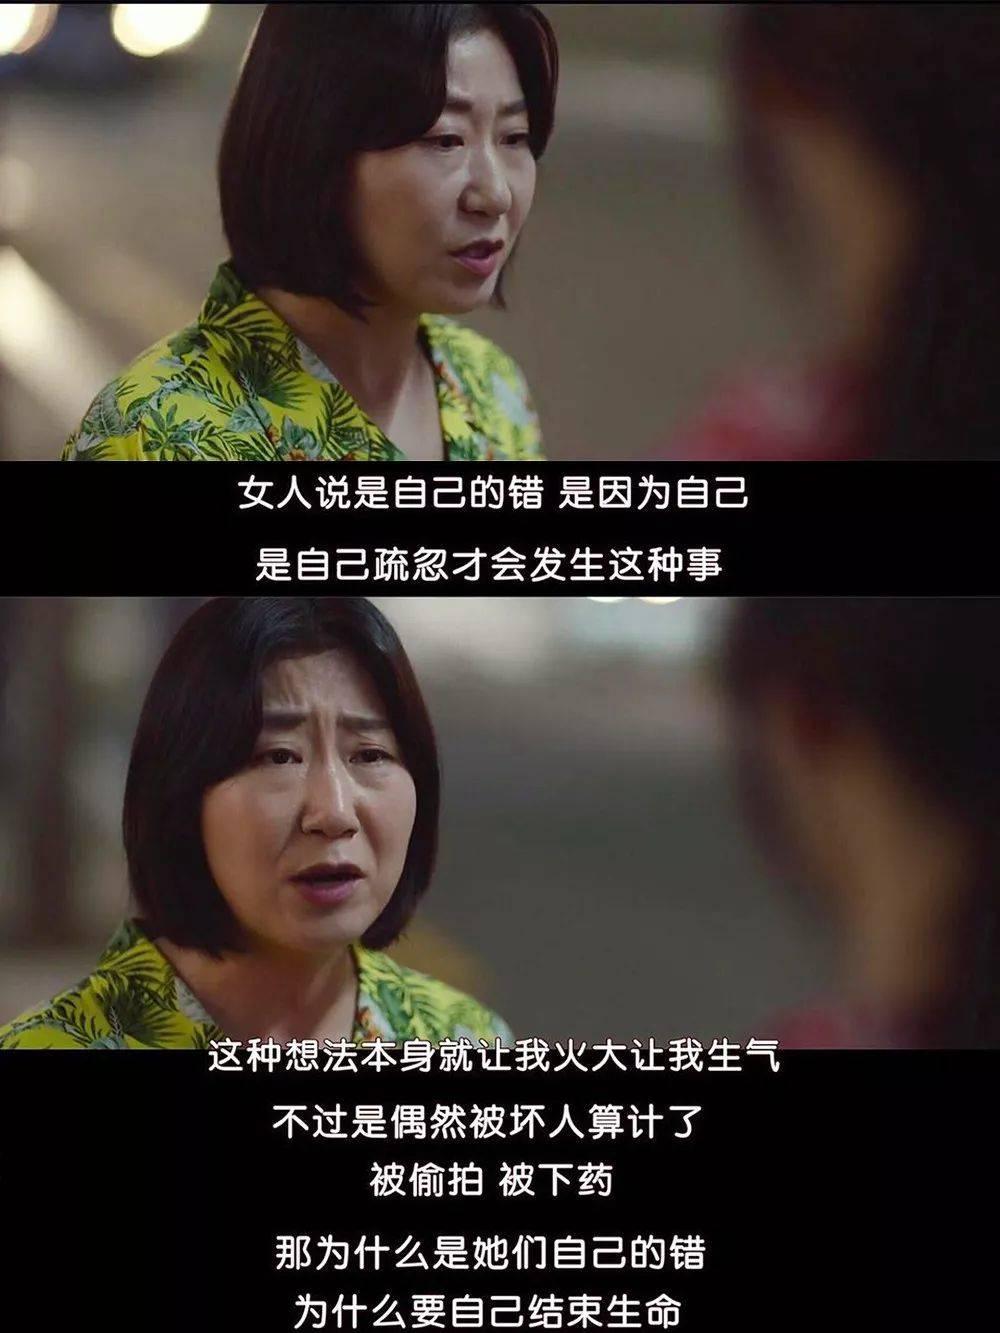 女人说是自己的错 是因为自己
是自己疏忽才会发生这种事
这种想法本身就让我火大让我生气
不过是偶然被坏人算计了
被偷拍 被下药
那为什么是她们自己的错
为什么要自己结束生命